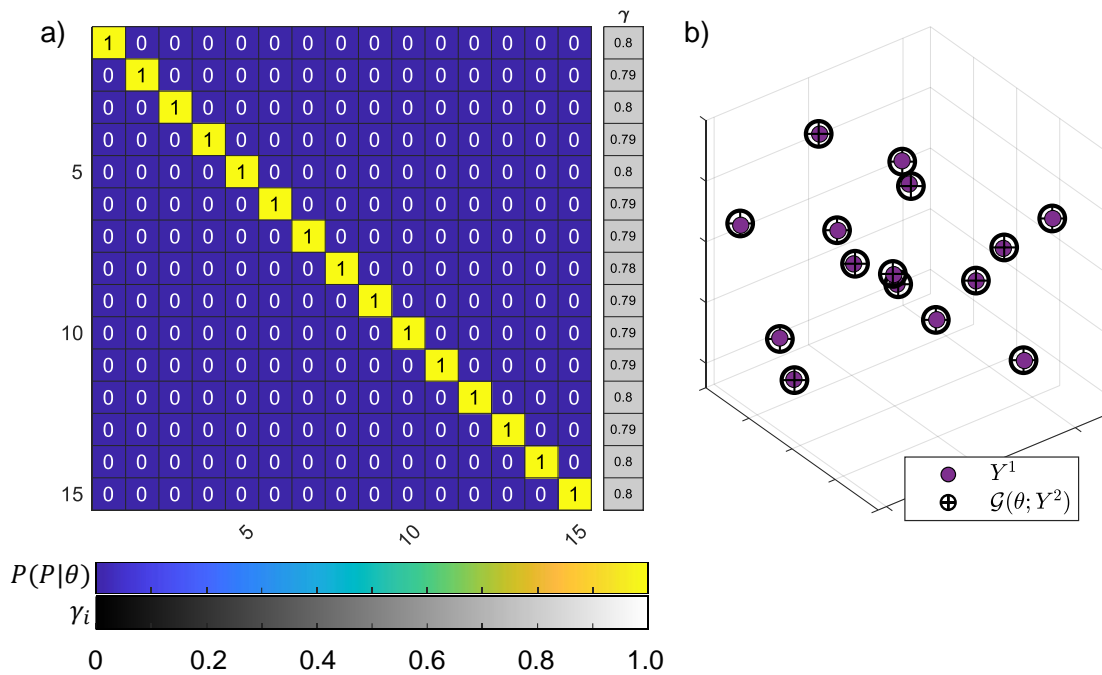 a)
γ
1 0 0 0 0 0 0 0 0 0 0 0 0 0 0 0.8
0 1 0 0 0 0 0 0 0 0 0 0 0 0 0 0.79
0 0 1 0 0 0 0 0 0 0 0 0 0 0 0 0.8
0 0 0 1 0 0 0 0 0 0 0 0 0 0 0 0.79
5 0 0 0 0 1 0 0 0 0 0 0 0 0 0 0 0.8
0 0 0 0 0 1 0 0 0 0 0 0 0 0 0 0.79
0 0 0 0 0 0 1 0 0 0 0 0 0 0 0 0.79
0 0 0 0 0 0 0 1 0 0 0 0 0 0 0 0.78
0 0 0 0 0 0 0 0 1 0 0 0 0 0 0 0.79
10 0 0 0 0 0 0 0 0 0 1 0 0 0 0 0 0.79
0 0 0 0 0 0 0 0 0 0 1 0 0 0 0 0.79
0 0 0 0 0 0 0 0 0 0 0 1 0 0 0 0.8
0 0 0 0 0 0 0 0 0 0 0 0 1 0 0 0.79
0 0 0 0 0 0 0 0 0 0 0 0 0 1 0 0.8
15 0 0 0 0 0 0 0 0 0 0 0 0 0 0 1 0.8
5 10 15
P(P|θ)
γᵢ
0 0.2 0.4 0.6 0.8 1.0
b)
Y¹
𝒢(θ; Y²)